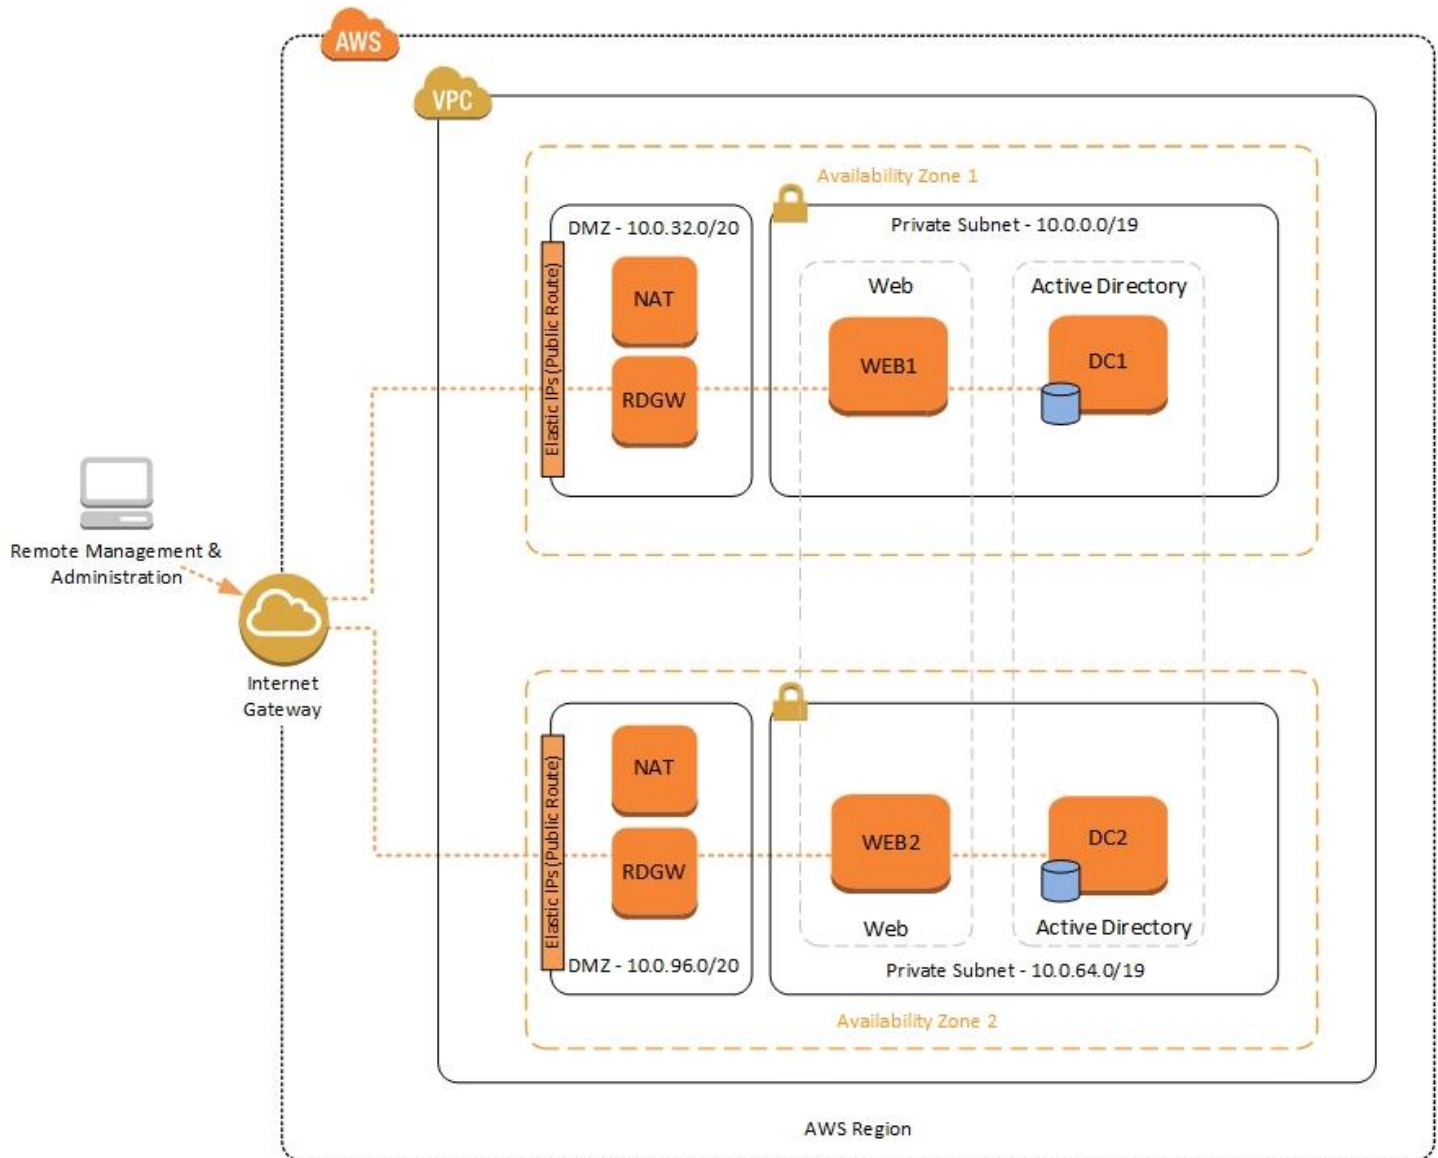 AWS
VPC
Availability Zone 1
DMZ - 10.0.32.0/20
Private Subnet - 10.0.0.0/19
Elastic IPs (Public Route)
NAT
RDGW
Web
WEB1
Active Directory
DC1
Remote Management &
Administration
Internet
Gateway
Elastic IPs (Public Route)
NAT
RDGW
DMZ - 10.0.96.0/20
WEB2
Web
DC2
Active Directory
Private Subnet - 10.0.64.0/19
Availability Zone 2
AWS Region